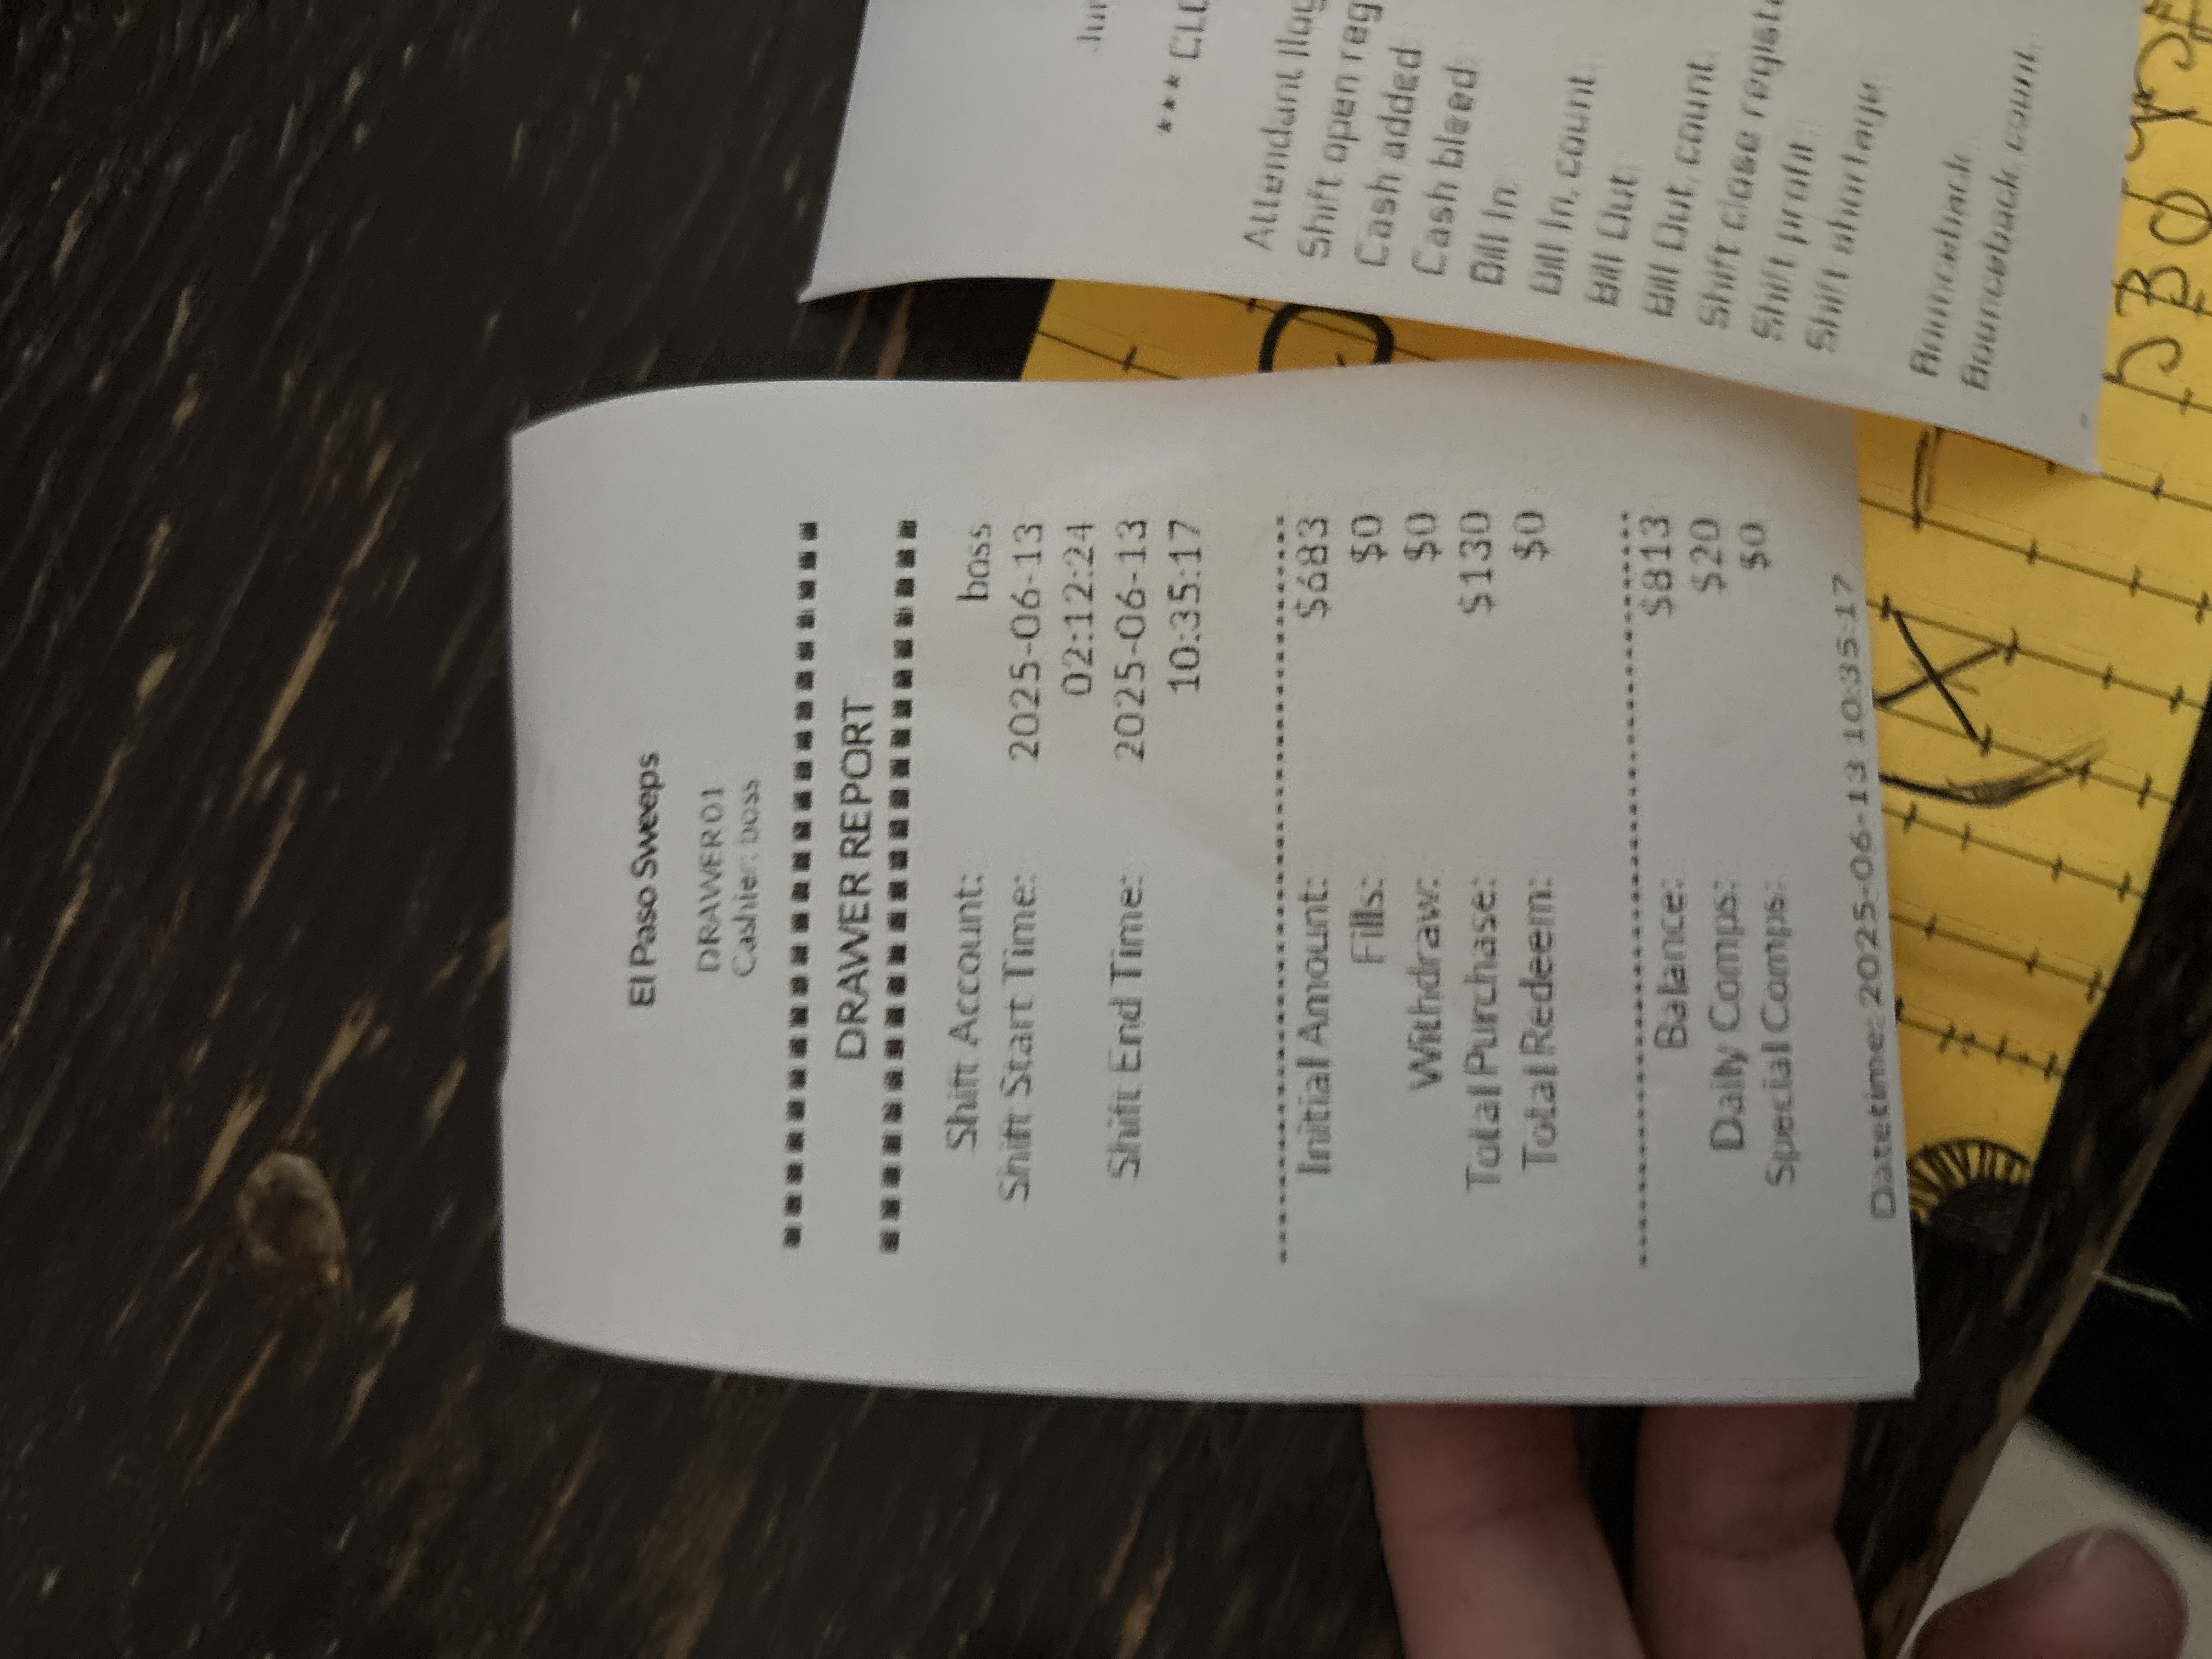 El Paso Sweeps
DRAWER01
Cashier: boss
DRAWER REPORT
Shift Account: boss
Shift Start Time: 2025-06-13
02:12:24
Shift End Time: 2025-06-13
10:35:17
Initial Amount: $683
Fills: $0
Withdraw: $0
Total Purchase: $130
Total Redeem: $0
Balance: $813
Daily Comps: $20
Special Comps: $0
Datetime: 2025-06-13 10:35:17
***
Attendant
Shift open
Cash added
Cash bleed
Bill In
Bill In, count
Bill Out
Bill Out, count
Shift close
Shift profit
Shift shortage
Bounceback
Bounceback count